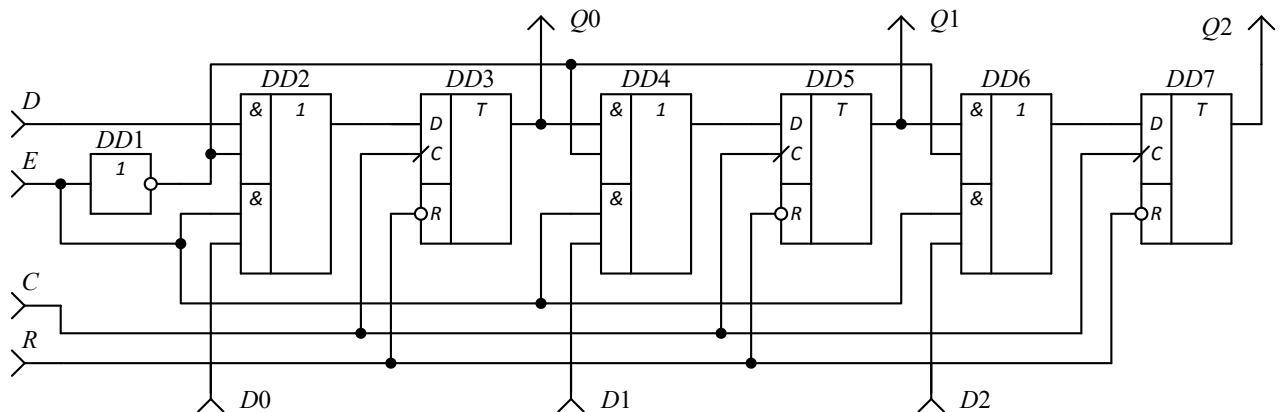 Q0 Q1 Q2
DD2 DD3 DD4 DD5 DD6 DD7
D & 1 D T & 1 D T & 1 D T
DD1
E 1 C C C
& R & R & R
C
R
D0 D1 D2